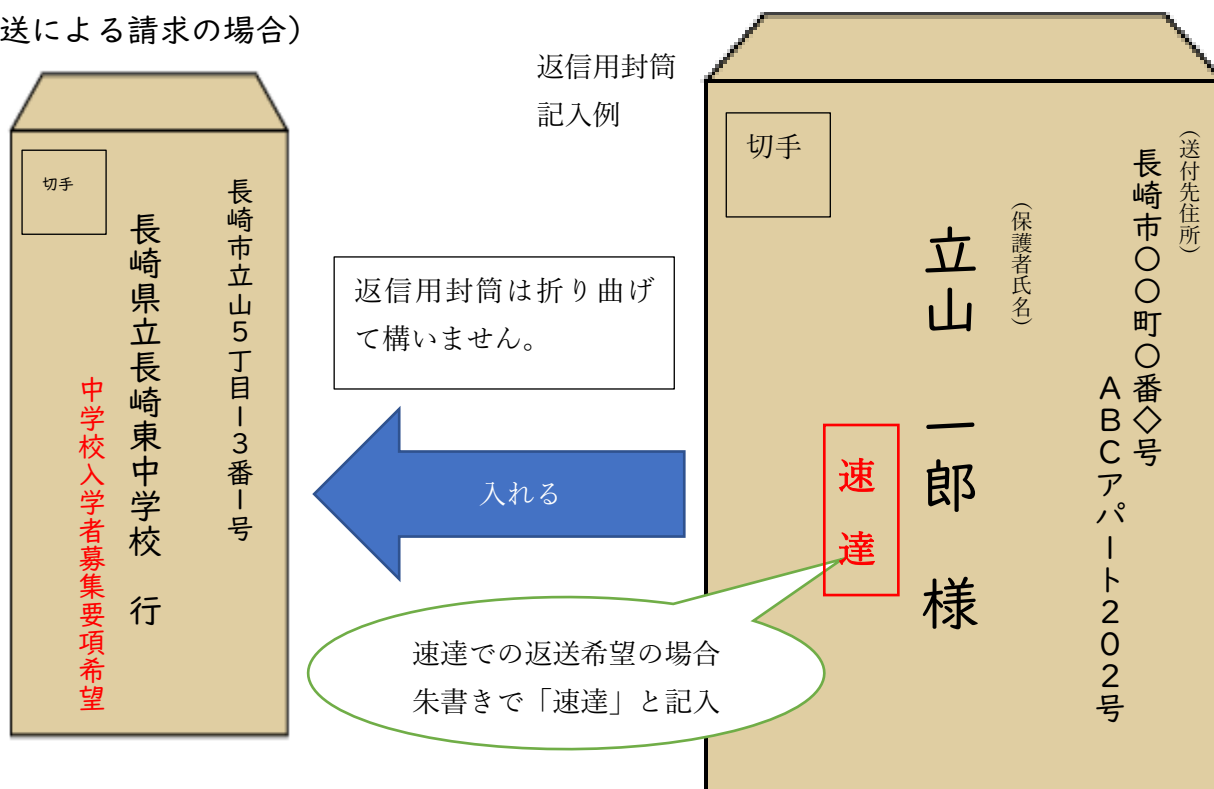 送による請求の場合)
切手
長崎市立山5丁目13番1号
長崎県立長崎東中学校 行
中学校入学者募集要項希望
返信用封筒
記入例
返信用封筒は折り曲げ
て構いません。
入れる
切手
(送付先住所)
長崎市〇〇町〇番◇号
ABCアパート202号
(保護者氏名)
立山 一郎 様
速達
速達での返送希望の場合
朱書きで「速達」と記入